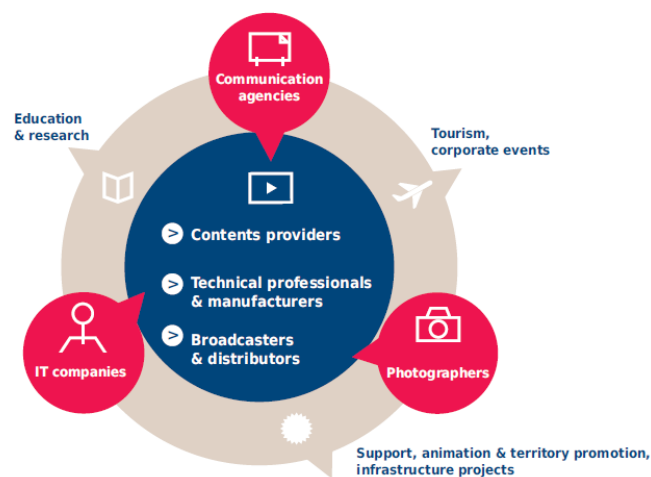 Communication
agencies
Education
& research
Tourism,
corporate events
> Contents providers
> Technical professionals
& manufacturers
> Broadcasters
& distributors
IT companies
Photographers
Support, animation & territory promotion,
infrastructure projects